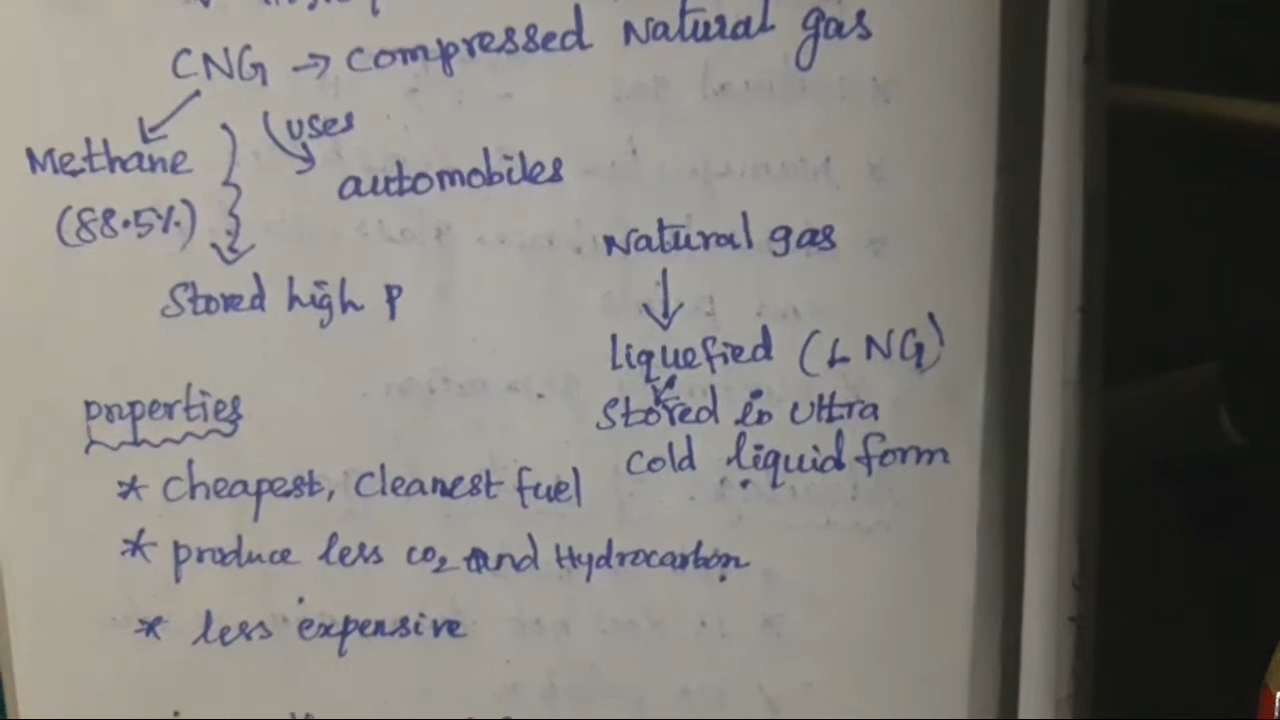 CNG → compressed Natural gas
uses
Methane
automobiles
(88.5%)
Natural gas
Stored high P
liquefied (LNG)
properties
Stored in Ultra
cold liquid form
* cheapest, cleanest fuel
* produce less CO2 and Hydrocarbon
* less expensive